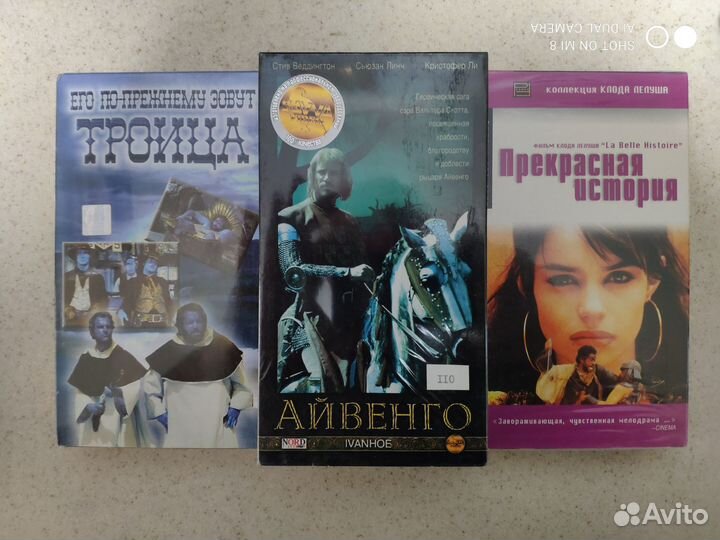 SHOT ON MI 8
AI DUAL CAMERA
ЕГО ПО-ПРЕЖНЕМУ ЗОВУТ
ТРОИЦА
Стив Веддингтон
Сьюзан Линч
Кристофер Ли
Героическая сага
сэра Вальтера Скотта,
посвященная
храбрости,
благородству
и доблести
рыцаря Айвенго
110
АЙВЕНГО
NORD
IVANHOE
коллекция КЛОДА ЛЕЛУША
ФИЛЬМ КЛОДА ЛЕЛУША "La Belle Histoire"
Прекрасная
история
«Завораживающая, чувственная мелодрама ...»
–CINEMA
Avito